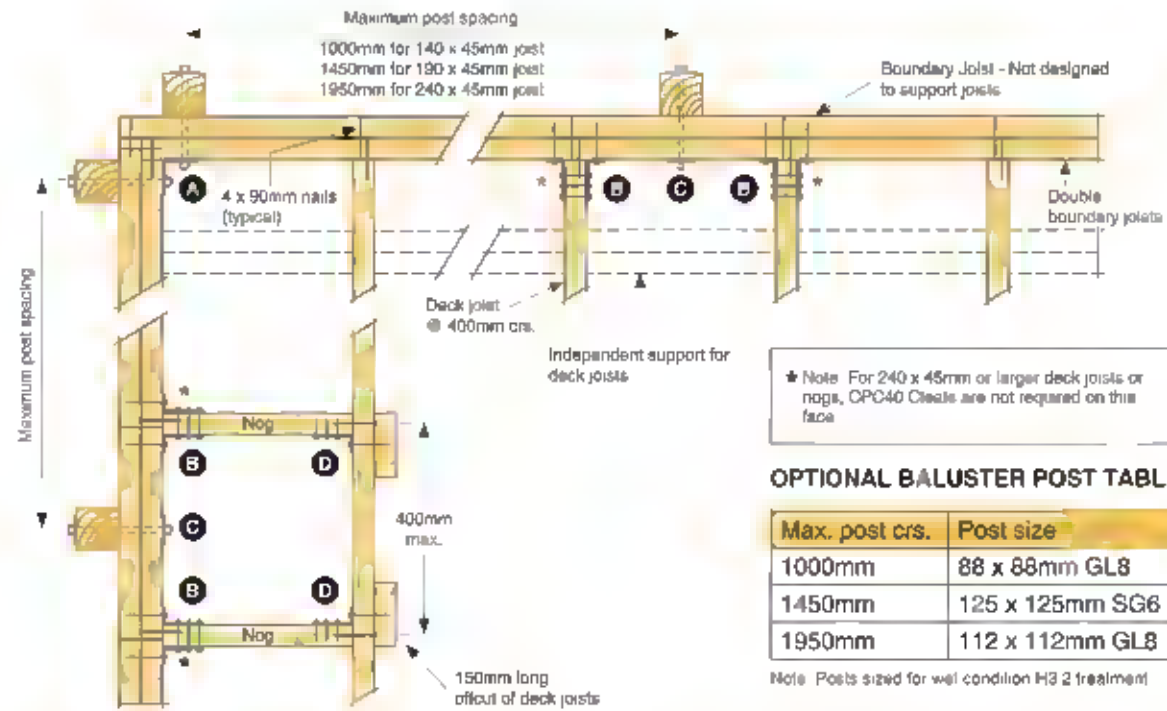 Maximum post spacing
1000mm for 140 x 45mm joist
1450mm for 190 x 45mm joist
1950mm for 240 x 45mm joist
Boundary Joist - Not designed
to support joists
A
4 x 90mm nails
(typical)
*
C
*
Double
boundary joists
Maximum post spacing
Deck joist
@ 400mm crs.
Independent support for
deck joists
* Note For 240 x 45mm or larger deck joists or
nogs, CPC40 Cleats are not required on this
face
*
Nog
B
D
C
400mm
max.
B
D
Nog
*
150mm long
offcut of deck joists
OPTIONAL BALUSTER POST TABL
Max. post crs. Post size
1000mm 88 x 88mm GL8
1450mm 125 x 125mm SG6
1950mm 112 x 112mm GL8
Note Posts sized for wet condition H3 2 treatment